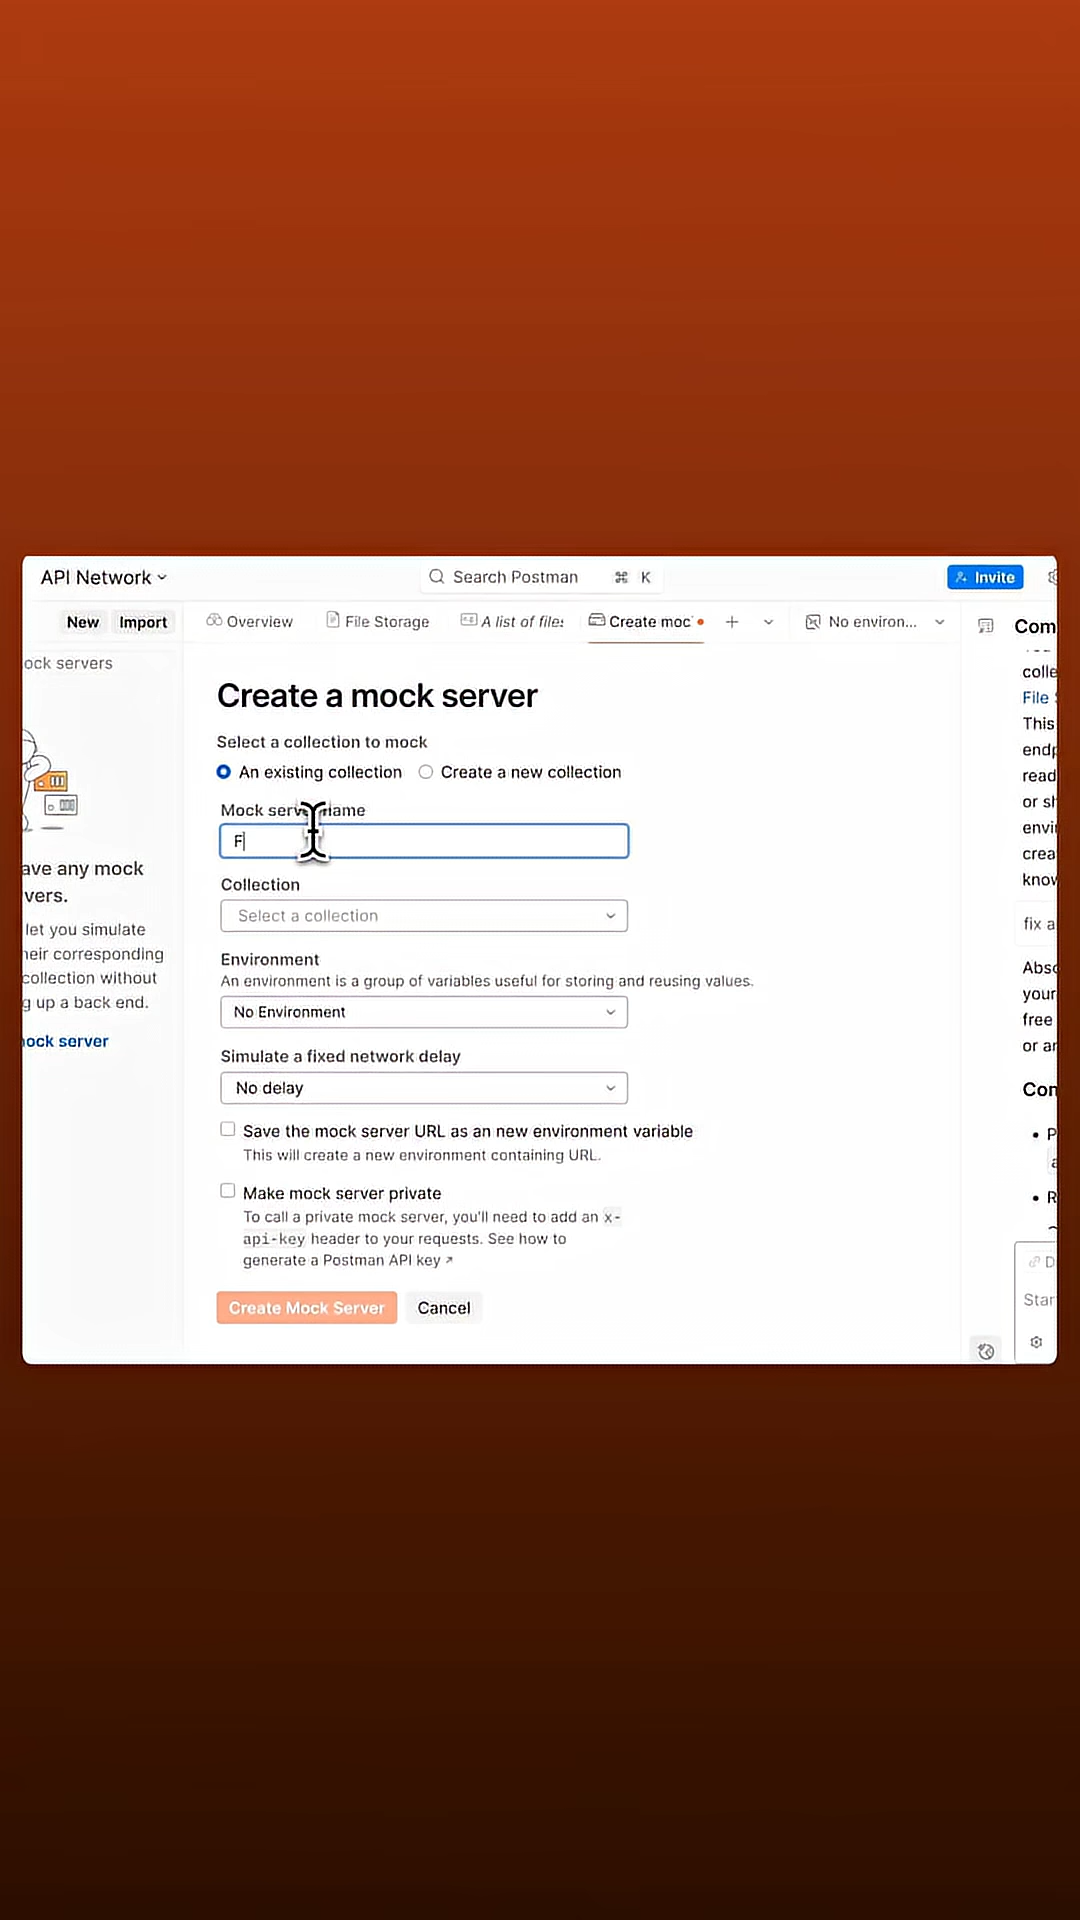 API Network
Search Postman ⌘ K
Invite
New
Import
Overview
File Storage
A list of files
Create moc
No environ...
Com
ock servers
Create a mock server
Select a collection to mock
An existing collection
Create a new collection
Mock server name
F
Collection
Select a collection
Environment
An environment is a group of variables useful for storing and reusing values.
No Environment
Simulate a fixed network delay
No delay
Save the mock server URL as an new environment variable
This will create a new environment containing URL.
Make mock server private
To call a private mock server, you'll need to add an x-
api-key header to your requests. See how to
generate a Postman API key ↗
Create Mock Server
Cancel
ave any mock
vers.
let you simulate
heir corresponding
collection without
g up a back end.
ock server
colle
File
This
endp
read
or sh
envi
crea
know
fix a
Abso
your
free
or an
Con
• P
• R
Star